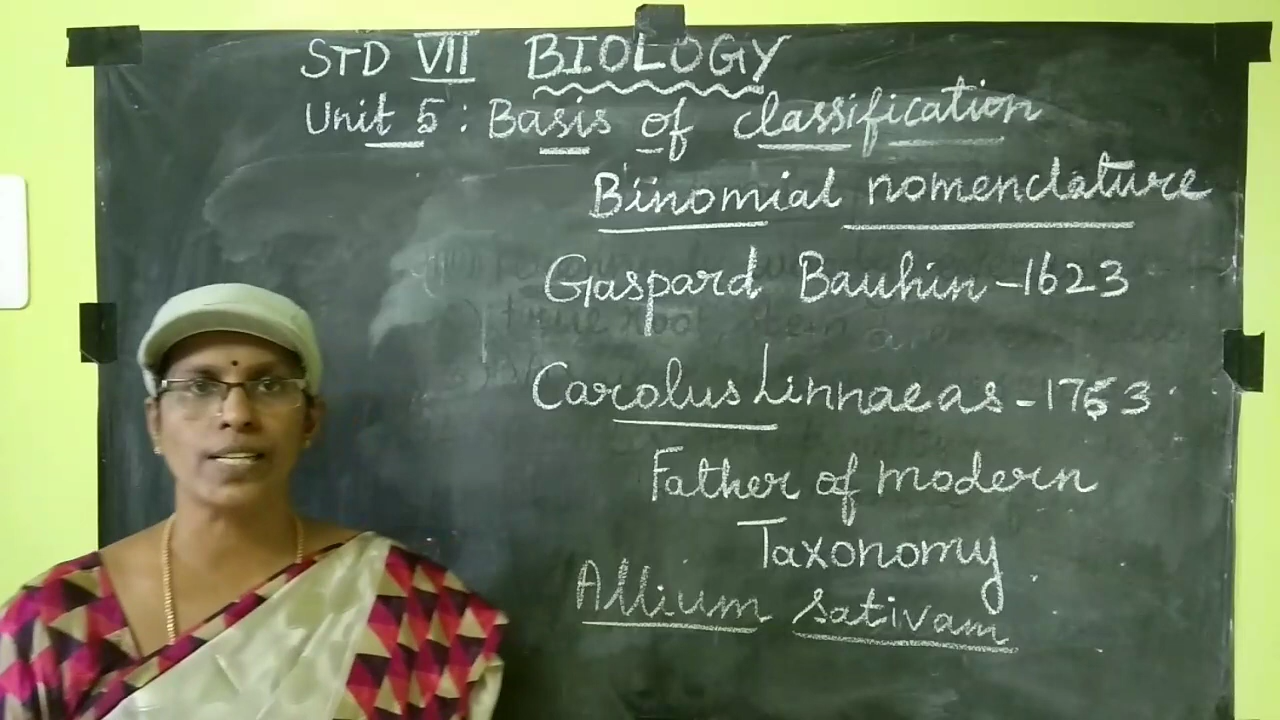 STD VII BIOLOGY
Unit 5 : Basis of classification
Binomial nomenclature
Gaspard Bauhin - 1623
Carolus Linnaeas - 1753
Father of modern
Taxonomy
Allium sativam